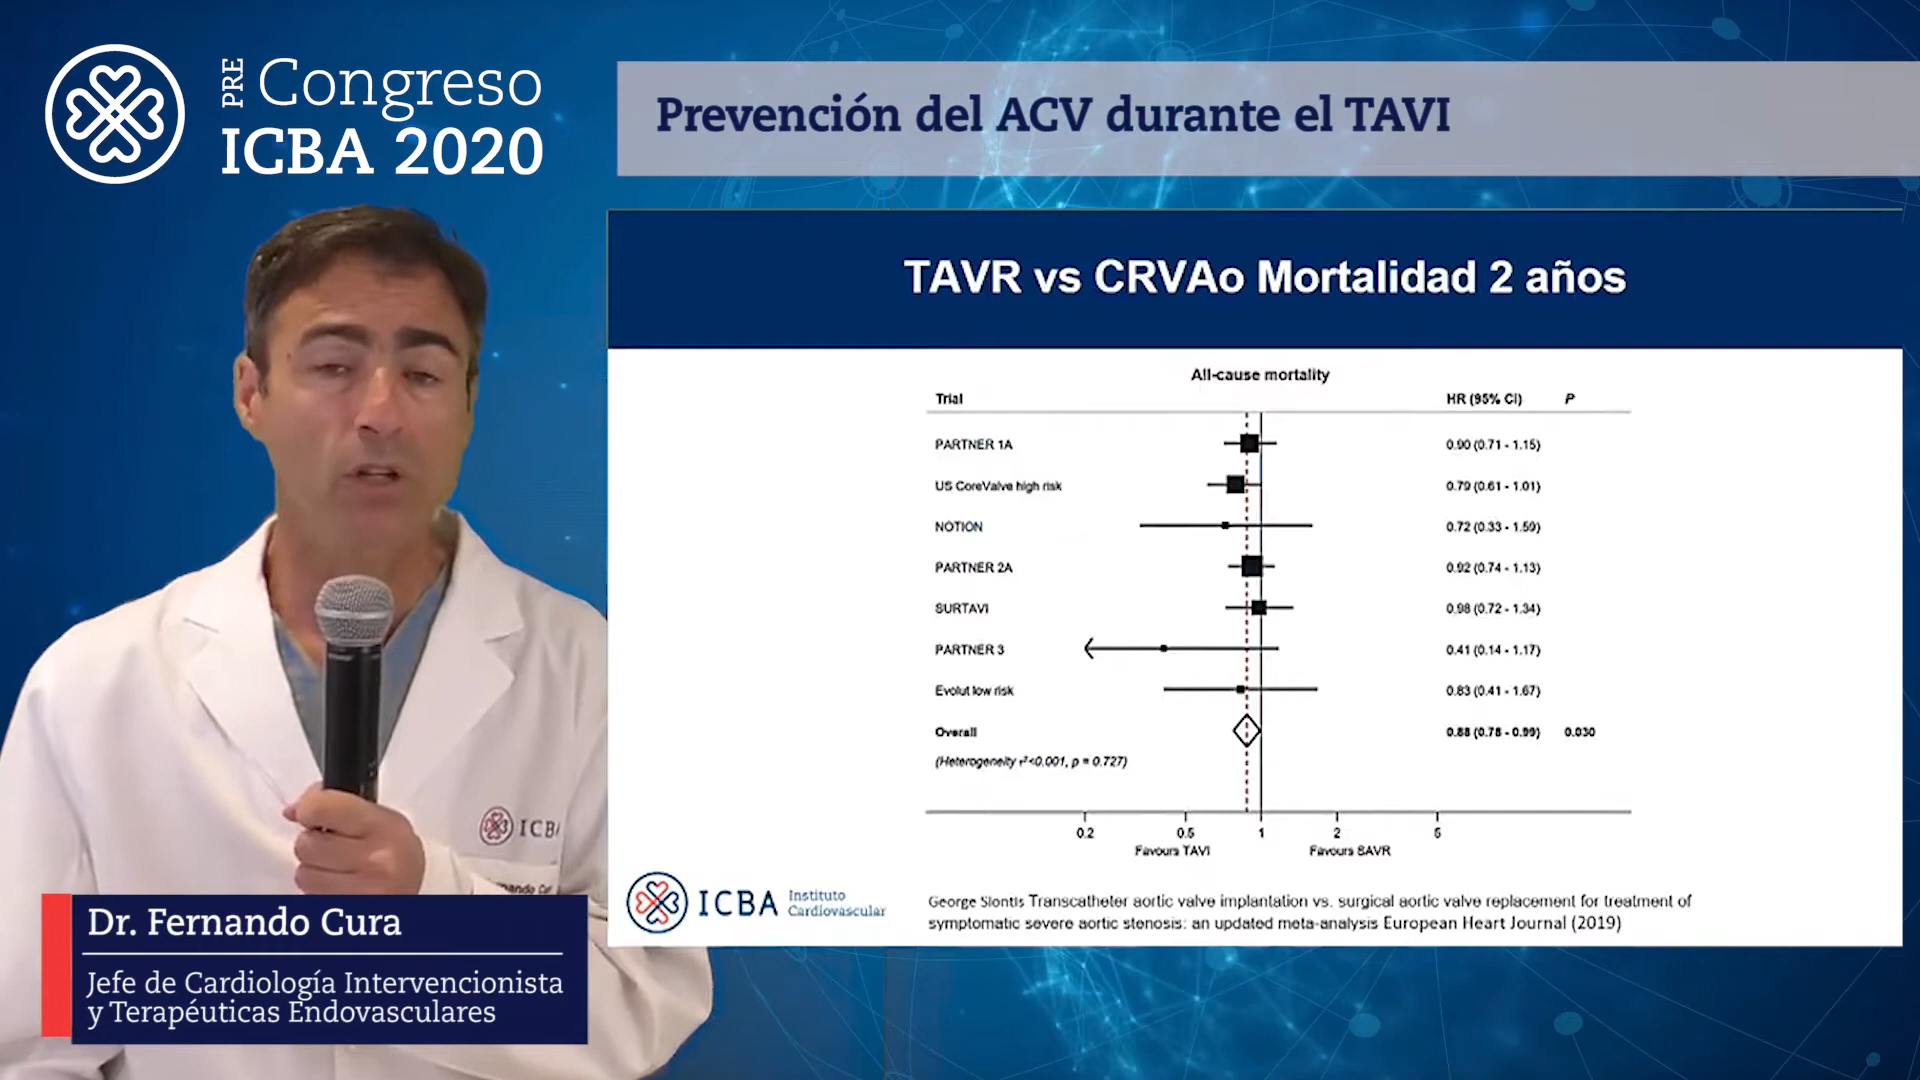 PRE Congreso
ICBA 2020
Prevención del ACV durante el TAVI
TAVR vs CRVAo Mortalidad 2 años
All-cause mortality
Trial HR (95% CI) P
PARTNER 1A 0.90 (0.71 - 1.15)
US CoreValve high risk 0.79 (0.61 - 1.01)
NOTION 0.72 (0.33 - 1.59)
PARTNER 2A 0.92 (0.74 - 1.13)
SURTAVI 0.98 (0.72 - 1.34)
PARTNER 3 0.41 (0.14 - 1.17)
Evolut low risk 0.83 (0.41 - 1.67)
Overall 0.88 (0.78 - 0.99) 0.030
(Heterogeneity τ²<0.001, p = 0.727)
0.2 0.5 1 2 5
Favours TAVI Favours SAVR
ICBA Instituto
Cardiovascular
George Siontis Transcatheter aortic valve implantation vs. surgical aortic valve replacement for treatment of
symptomatic severe aortic stenosis: an updated meta-analysis European Heart Journal (2019)
ICB
Dr. Fernando Cura
Jefe de Cardiología Intervencionista
y Terapéuticas Endovasculares